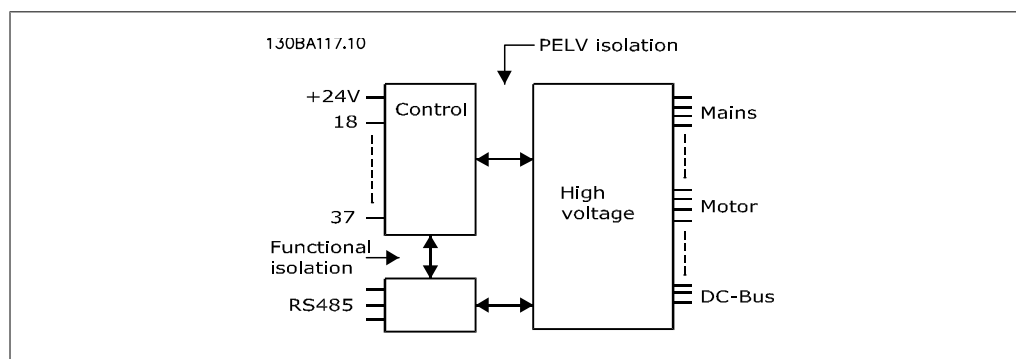 130BA117.10
PELV isolation
+24V
Control
18
Mains
High
voltage
37
Motor
Functional
isolation
RS485
DC-Bus